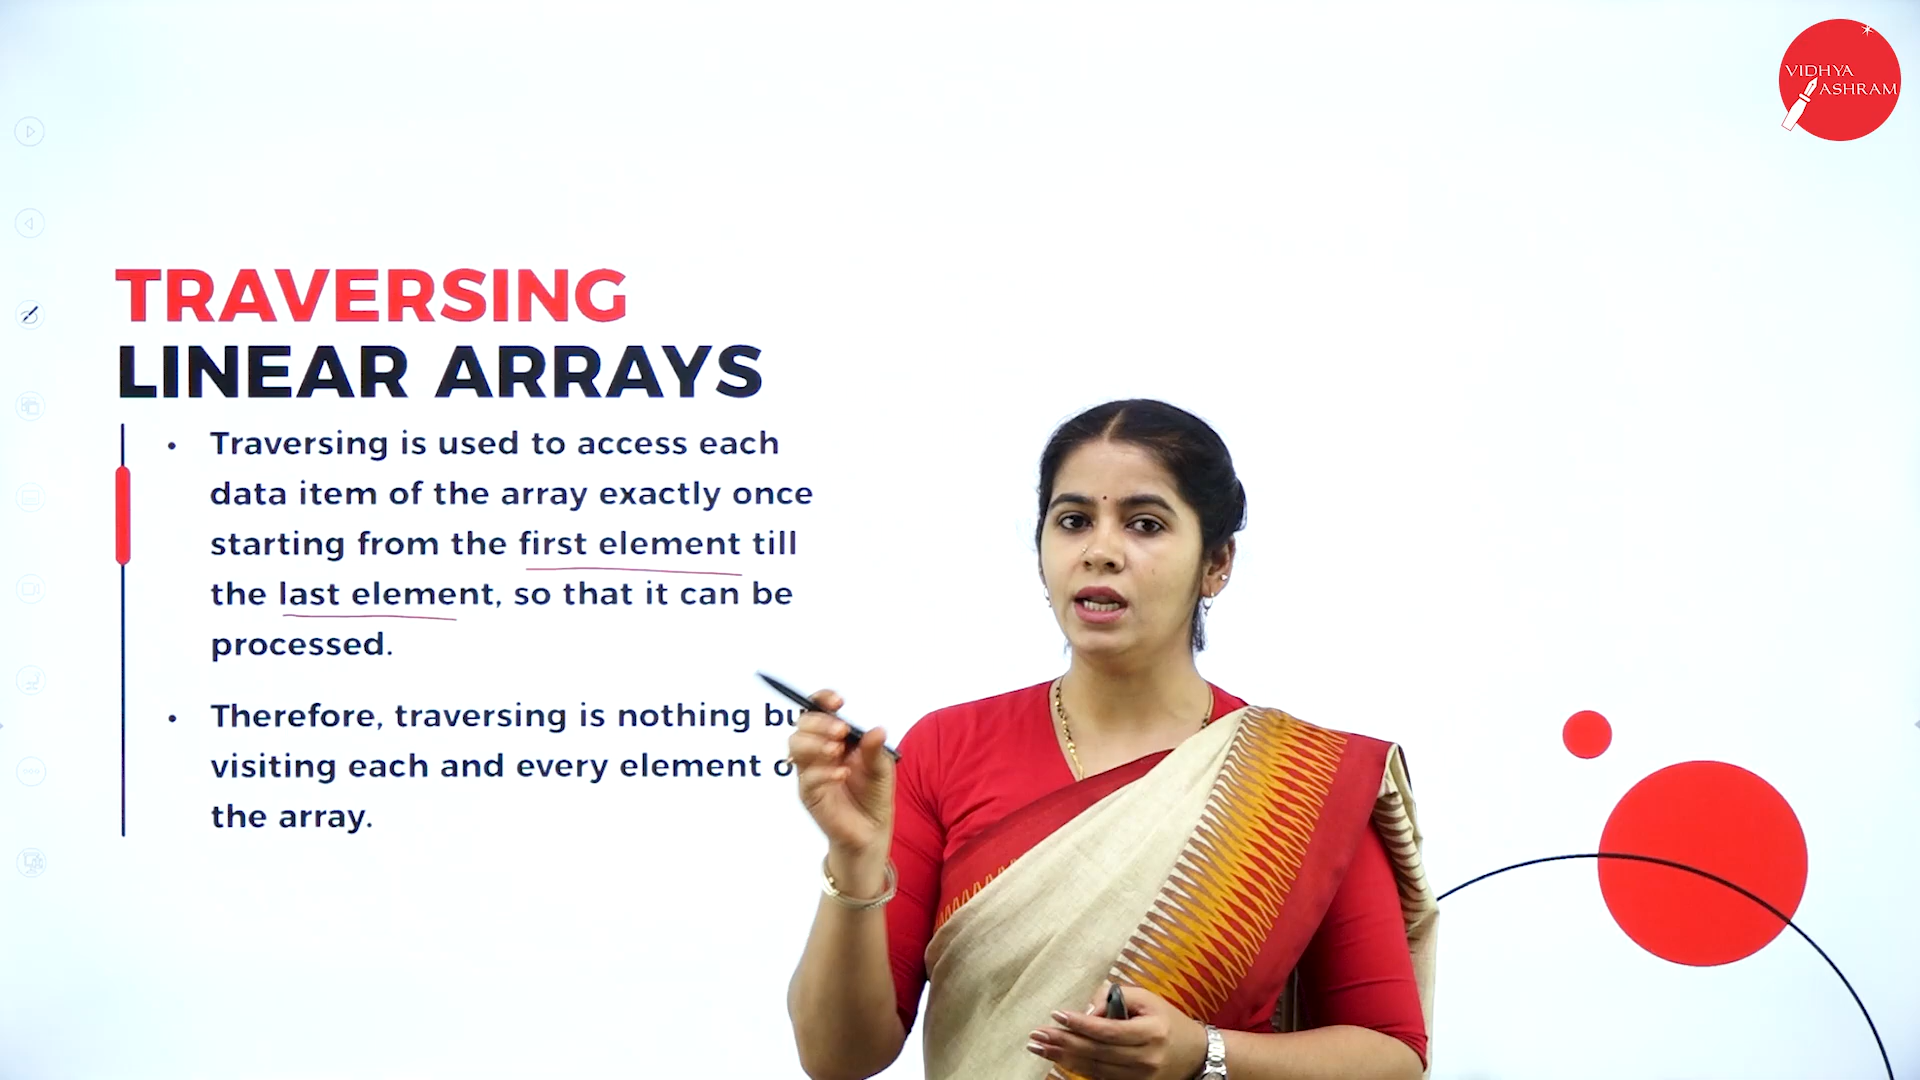 VIDHYA
ASHRAM
TRAVERSING
LINEAR ARRAYS
• Traversing is used to access each
data item of the array exactly once
starting from the first element till
the last element, so that it can be
processed.
• Therefore, traversing is nothing bu
visiting each and every element o
the array.